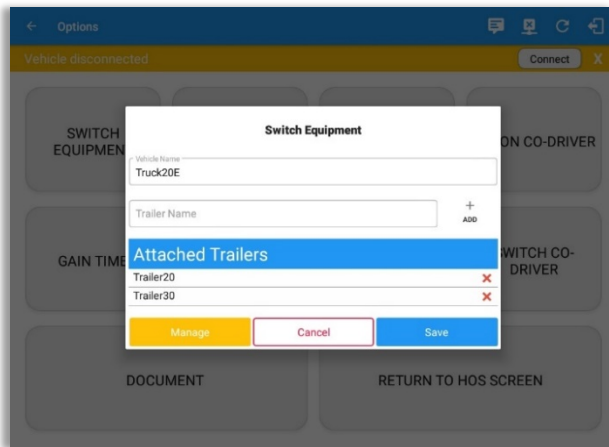 Options
Vehicle disconnected
Connect
X
SWITCH
EQUIPMEN
ON CO-DRIVER
Switch Equipment
Vehicle Name
Truck20E
Trailer Name
+
ADD
GAIN TIME
WITCH CO-
DRIVER
Attached Trailers
Trailer20
Trailer30
Manage
Cancel
Save
DOCUMENT
RETURN TO HOS SCREEN